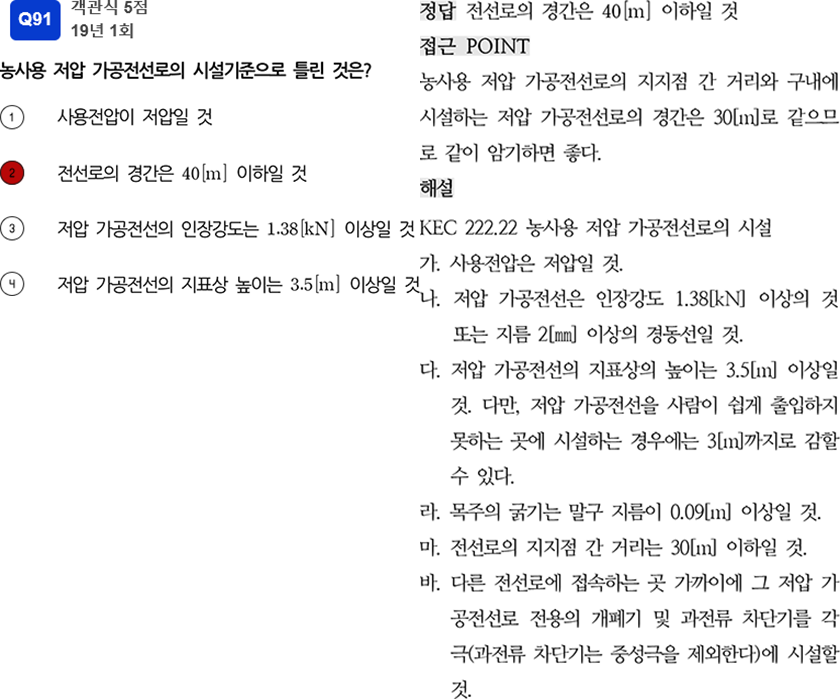 Q91
객관식 5점
19년 1회
농사용 저압 가공전선로의 시설기준으로 틀린 것은?
1 사용전압이 저압일 것
2 전선로의 경간은 40[m] 이하일 것
3 저압 가공전선의 인장강도는 1.38[kN] 이상일 것
4 저압 가공전선의 지표상 높이는 3.5[m] 이상일 것
정답 전선로의 경간은 40[m] 이하일 것
접근 POINT
농사용 저압 가공전선로의 지지점 간 거리와 구내에
시설하는 저압 가공전선로의 경간은 30[m]로 같으므
로 같이 암기하면 좋다.
해설
KEC 222.22 농사용 저압 가공전선로의 시설
가. 사용전압은 저압일 것.
나. 저압 가공전선은 인장강도 1.38[kN] 이상의 것
또는 지름 2[㎜] 이상의 경동선일 것.
다. 저압 가공전선의 지표상의 높이는 3.5[m] 이상일
것. 다만, 저압 가공전선을 사람이 쉽게 출입하지
못하는 곳에 시설하는 경우에는 3[m]까지로 감할
수 있다.
라. 목주의 굵기는 말구 지름이 0.09[m] 이상일 것.
마. 전선로의 지지점 간 거리는 30[m] 이하일 것.
바. 다른 전선로에 접속하는 곳 가까이에 그 저압 가
공전선로 전용의 개폐기 및 과전류 차단기를 각
극(과전류 차단기는 중성극을 제외한다)에 시설할
것.